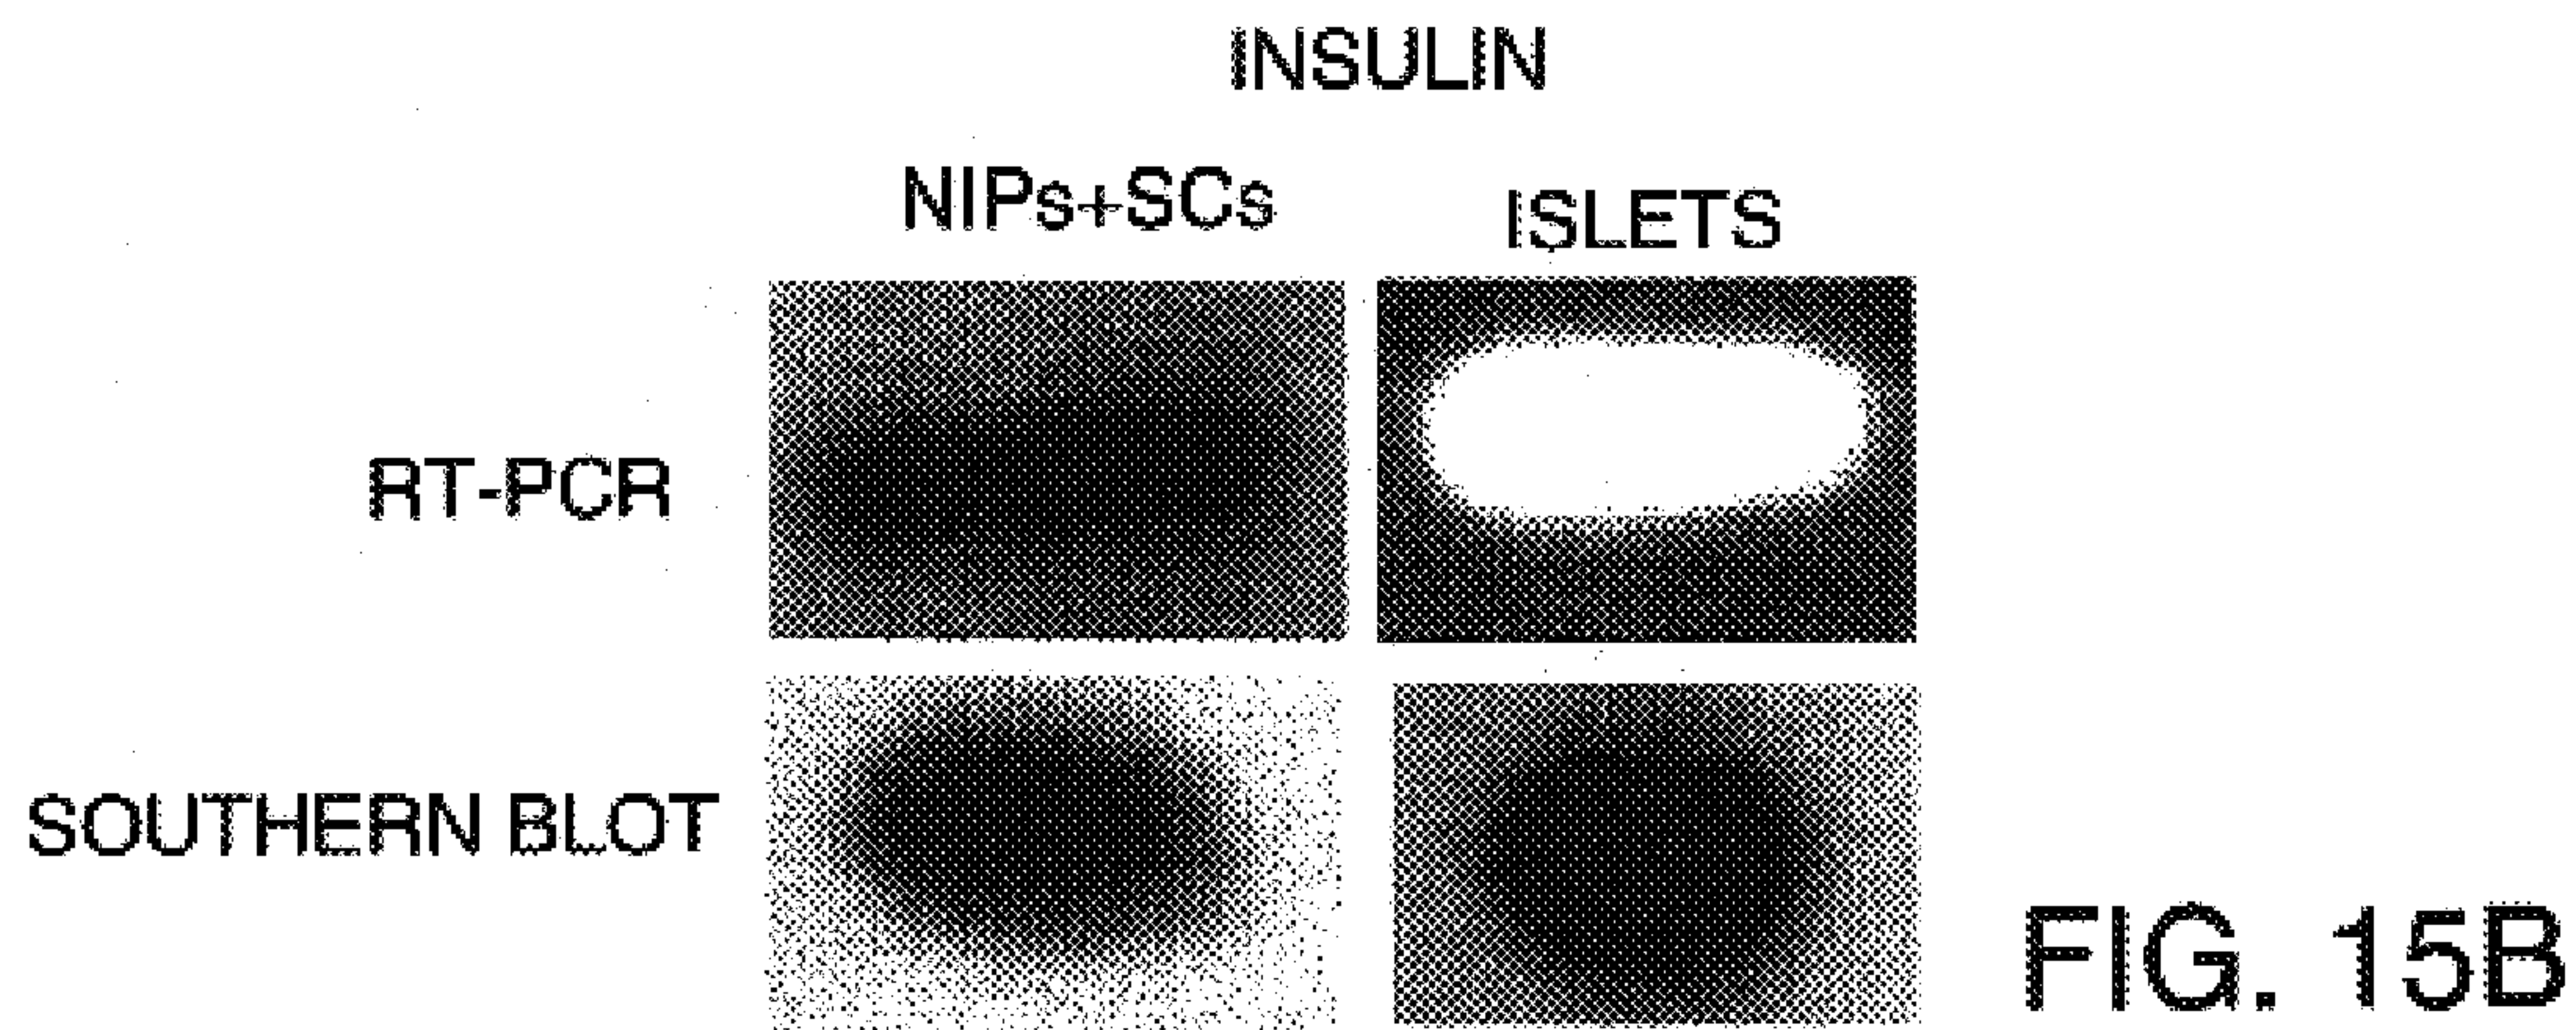 INSULIN
NIPs+SCs
ISLETS
RT-PCR
SOUTHERN BLOT
FIG. 15B